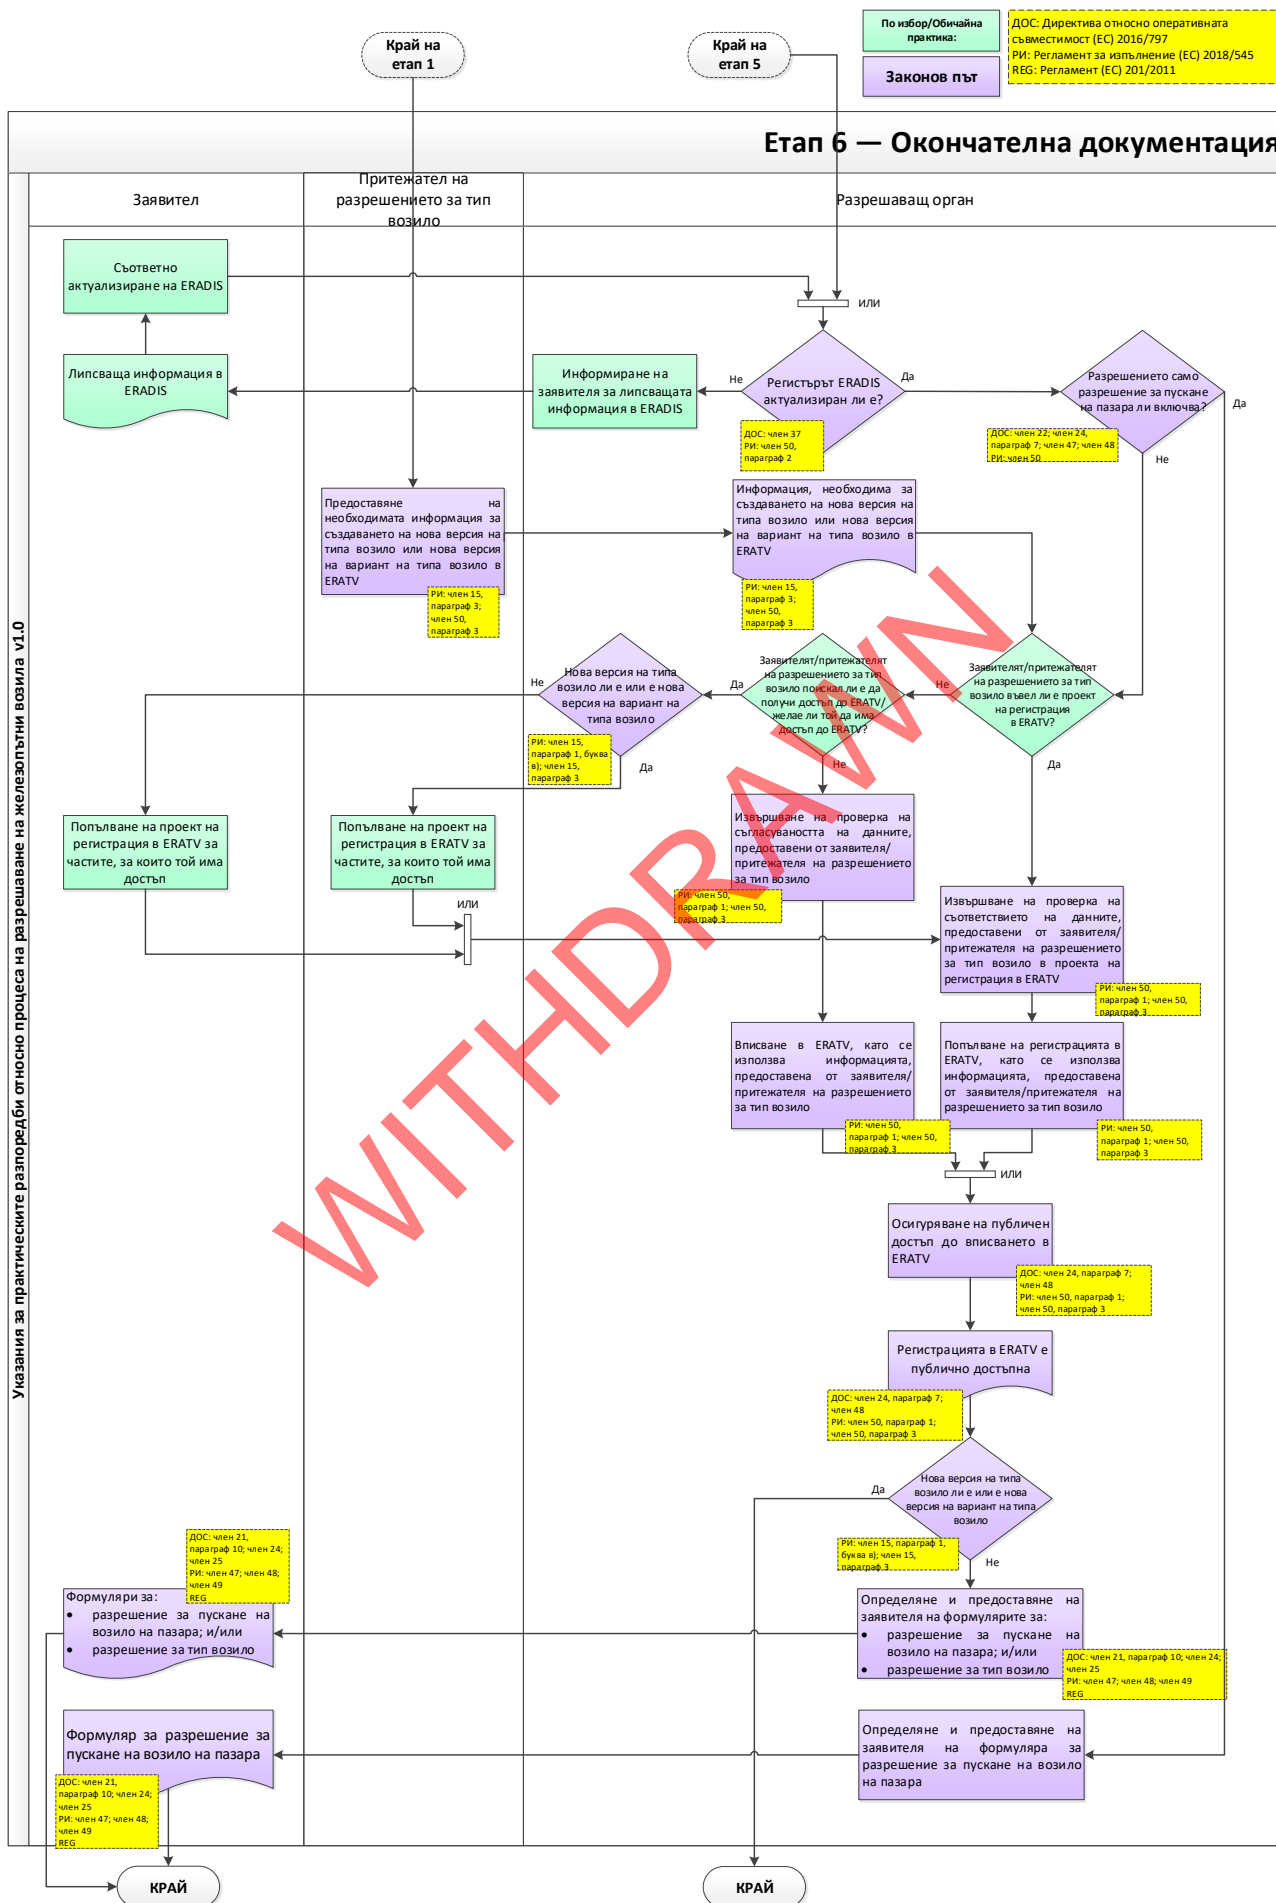 Край на
етап 1
Край на
етап 5
По избор/Обичайна
практика:
Законов път
ДОС: Директива относно оперативната
съвместимост (ЕС) 2016/797
РИ: Регламент за изпълнение (ЕС) 2018/545
REG: Регламент (ЕС) 201/2011
Етап 6 — Окончателна документация
Указания за практическите разпоредби относно процеса на разрешаване на железопътни возила v1.0
Заявител
Притежател на
разрешението за тип
возило
Разрешаващ орган
Съответно
актуализиране на ERADIS
или
Липсваща информация в
ERADIS
Информиране на
заявителя за липсващата
информация в ERADIS
Не
Регистърът ERADIS
актуализиран ли е?
Да
ДОС: член 37
РИ: член 50,
параграф 2
Разрешението само
разрешение за пускане
на пазара ли включва?
Да
ДОС: член 22; член 24,
параграф 7; член 47; член 48
РИ: член 50
Не
Предоставяне на
необходимата информация за
създаването на нова версия на
типа возило или нова версия
на вариант на типа возило в
ERATV
РИ: член 15,
параграф 3;
член 50,
параграф 3
Информация, необходима за
създаването на нова версия на
типа возило или нова версия
на вариант на типа возило в
ERATV
РИ: член 15,
параграф 3;
член 50,
параграф 3
Не
Нова версия на типа
возило ли е или е нова
версия на вариант на
типа возило
Да
РИ: член 15,
параграф 1, буква
в); член 15,
параграф 3
Да
Заявителят/притежателят
на разрешението за тип
возило поискал ли е да
получи достъп до ERATV/
желае ли той да има
достъп до ERATV?
Не
Не
Заявителят/притежателят
на разрешението за тип
возило въвел ли е проект
на регистрация
в ERATV?
Да
Попълване на проект на
регистрация в ERATV за
частите, за които той има
достъп
Попълване на проект на
регистрация в ERATV за
частите, за които той има
достъп
или
Извършване на проверка на
съгласуваността на данните,
предоставени от заявителя/
притежателя на разрешението
за тип возило
РИ: член 50,
параграф 1; член 50,
параграф 3
Извършване на проверка на
съответствието на данните,
предоставени от заявителя/
притежателя на разрешението
за тип возило в проекта на
регистрация в ERATV
РИ: член 50,
параграф 1; член 50,
параграф 3
Вписване в ERATV, като се
използва информацията,
предоставена от заявителя/
притежателя на разрешението
за тип возило
РИ: член 50,
параграф 1; член 50,
параграф 3
Попълване на регистрацията в
ERATV, като се използва
информацията, предоставена
от заявителя/притежателя на
разрешението за тип возило
РИ: член 50,
параграф 1; член 50,
параграф 3
или
Осигуряване на публичен
достъп до вписването в
ERATV
ДОС: член 24, параграф 7;
член 48
РИ: член 50, параграф 1;
член 50, параграф 3
Регистрацията в ERATV е
публично достъпна
ДОС: член 24, параграф 7;
член 48
РИ: член 50, параграф 1;
член 50, параграф 3
Да
Нова версия на типа
возило ли е или е нова
версия на вариант на типа
возило
РИ: член 15, параграф 1,
буква в); член 15,
параграф 3
Не
ДОС: член 21,
параграф 10; член 24;
член 25
РИ: член 47; член 48;
член 49
REG
Формуляри за:
• разрешение за пускане на
возило на пазара; и/или
• разрешение за тип возило
Определяне и предоставяне на
заявителя на формулярите за:
• разрешение за пускане на
возило на пазара; и/или
• разрешение за тип возило
ДОС: член 21, параграф 10; член 24;
член 25
РИ: член 47; член 48; член 49
REG
Формуляр за разрешение за
пускане на возило на пазара
ДОС: член 21,
параграф 10; член 24;
член 25
РИ: член 47; член 48;
член 49
REG
Определяне и предоставяне на
заявителя на формуляра за
разрешение за пускане на возило
на пазара
КРАЙ
КРАЙ
WITHDRAWN